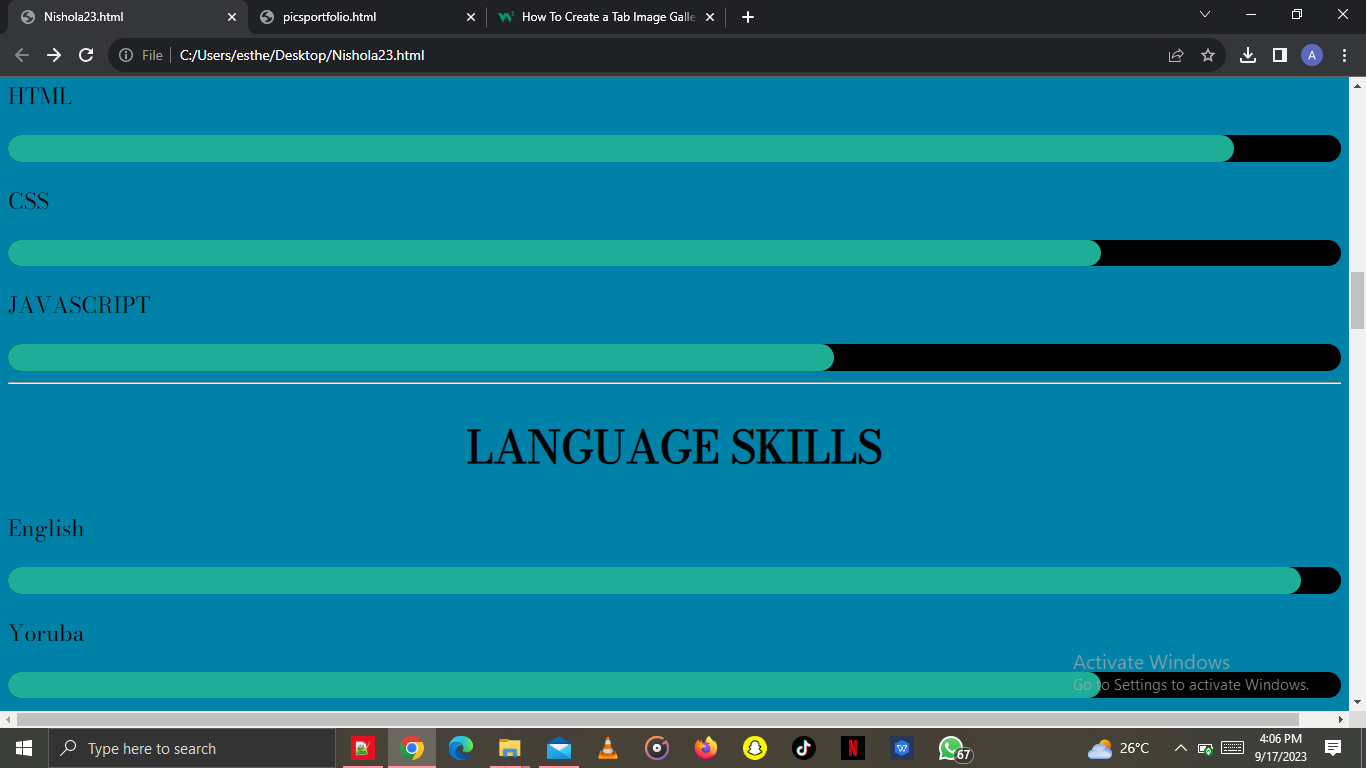 Nishola23.html
picsportfolio.html
How To Create a Tab Image Galle
File
C:/Users/esthe/Desktop/Nishola23.html
A
HTML
CSS
JAVASCRIPT
LANGUAGE SKILLS
English
Yoruba
Activate Windows
Go to Settings to activate Windows.
Type here to search
67
26°C
4:06 PM
9/17/2023